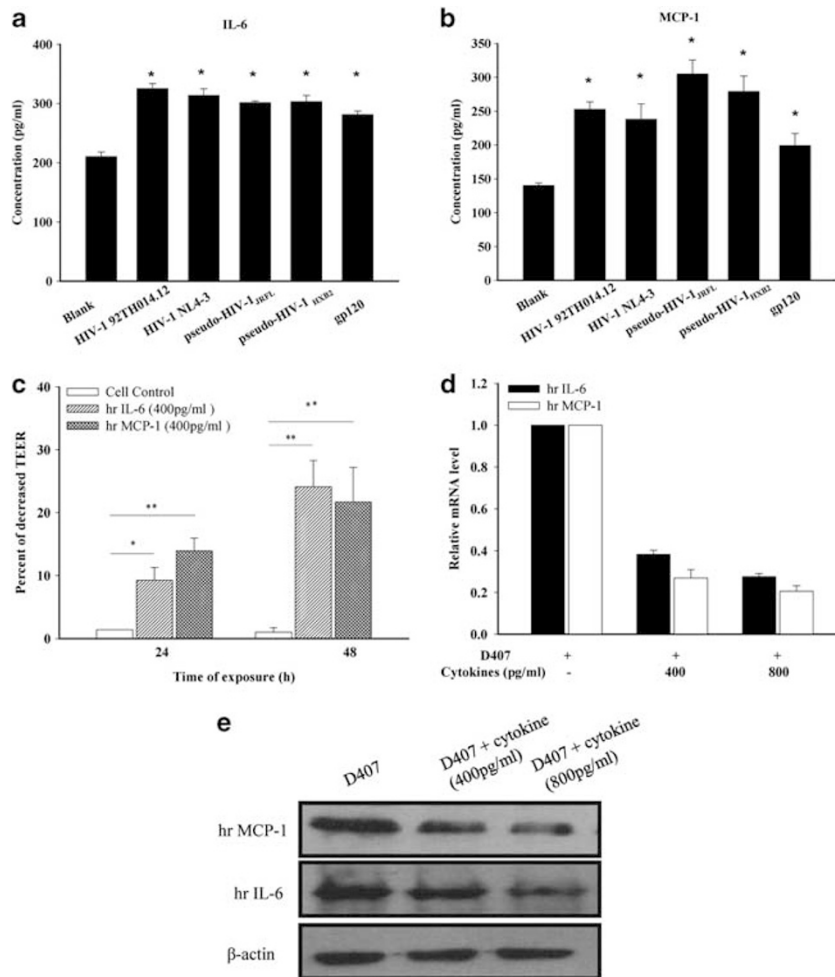 a
IL-6
Concentration (pg/ml)
400
300
200
100
0
*
*
*
*
*
Blank
HIV-1 92TH014.12
HIV-1 NL4-3
pseudo-HIV-1JRFL
pseudo-HIV-1HXB2
gp120
b
MCP-1
Concentration (pg/ml)
350
300
250
200
150
100
50
0
*
*
*
*
*
Blank
HIV-1 92TH014.12
HIV-1 NL4-3
pseudo-HIV-1JRFL
pseudo-HIV-1HXB2
gp120
c
Percent of decreased TEER
40
30
20
10
0
Cell Control
hr IL-6 (400pg/ml )
hr MCP-1 (400pg/ml )
**
*
**
**
24
48
Time of exposure (h)
d
Relative mRNA level
1.2
1.0
0.8
0.6
0.4
0.2
0.0
hr IL-6
hr MCP-1
D407 + + +
Cytokines (pg/ml) - 400 800
e
D407
D407 + cytokine
(400pg/ml)
D407 + cytokine
(800pg/ml)
hr MCP-1
hr IL-6
β-actin